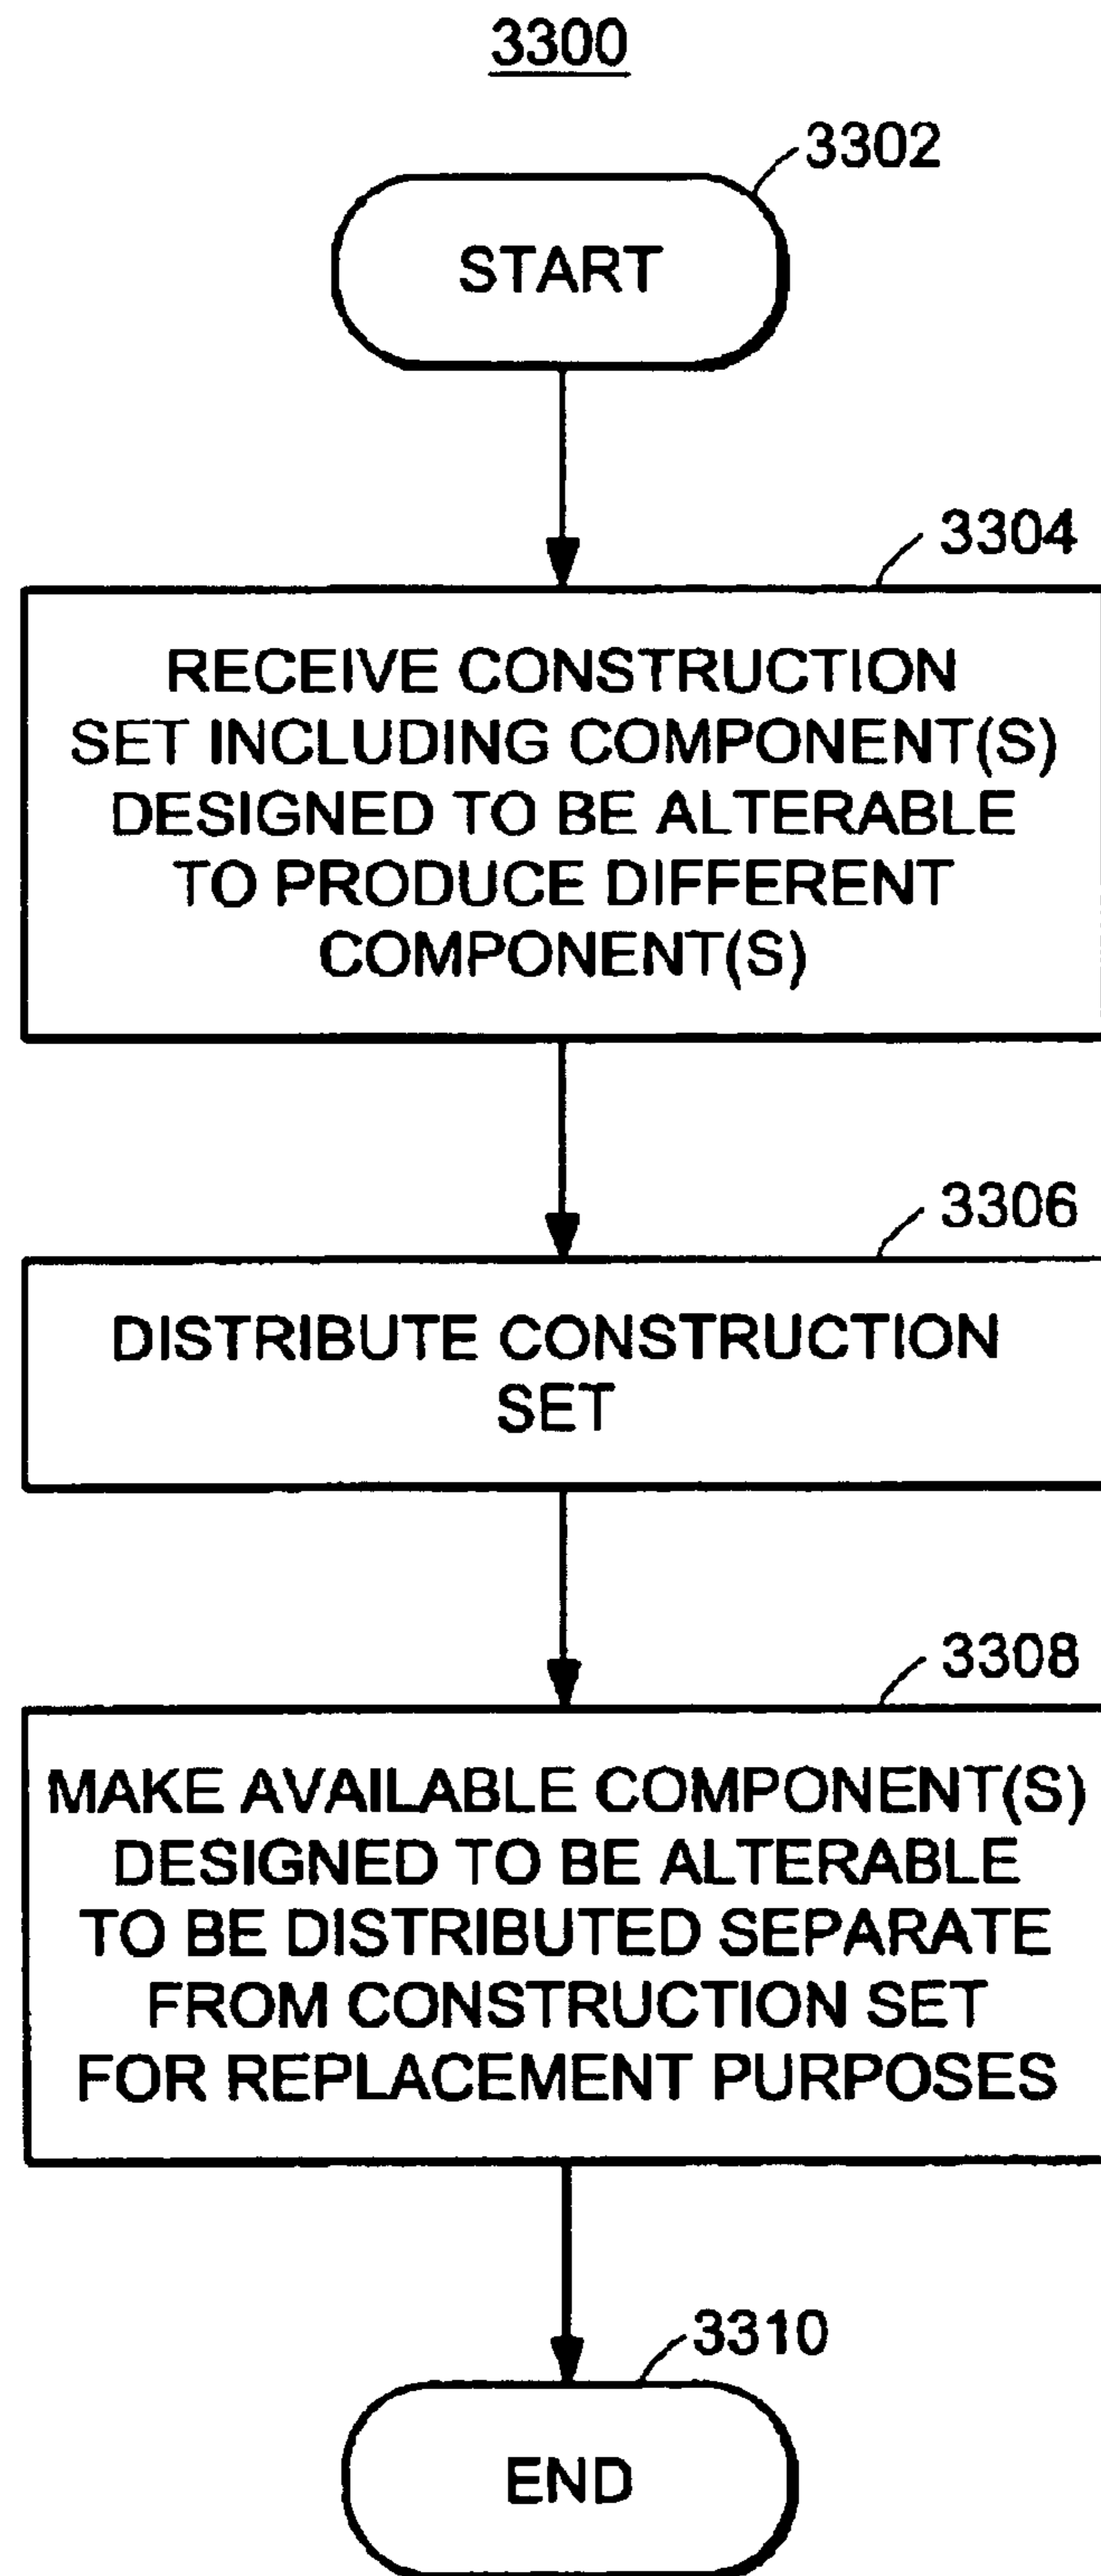 3300
3302
START
3304
RECEIVE CONSTRUCTION
SET INCLUDING COMPONENT(S)
DESIGNED TO BE ALTERABLE
TO PRODUCE DIFFERENT
COMPONENT(S)
3306
DISTRIBUTE CONSTRUCTION
SET
3308
MAKE AVAILABLE COMPONENT(S)
DESIGNED TO BE ALTERABLE
TO BE DISTRIBUTED SEPARATE
FROM CONSTRUCTION SET
FOR REPLACEMENT PURPOSES
3310
END